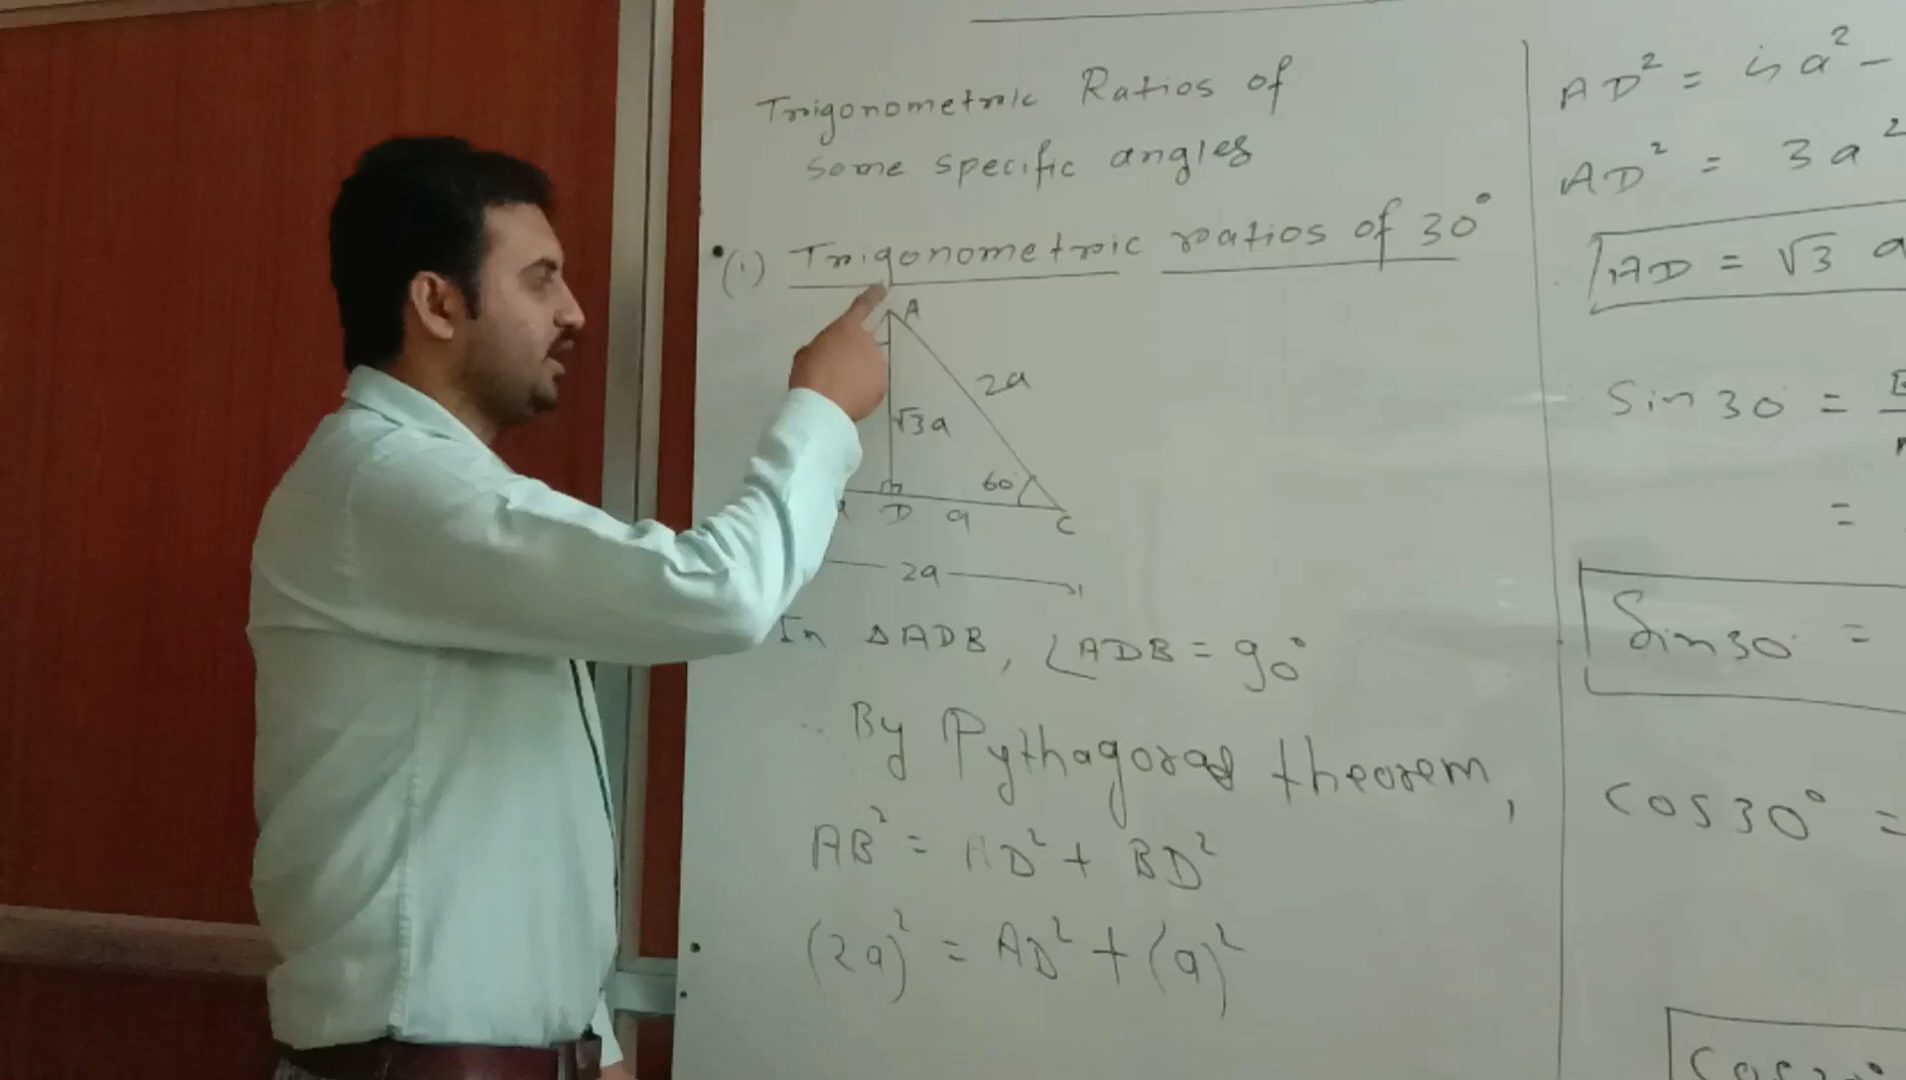 Trigonometric Ratios of
some specific angles
(i) Trigonometric ratios of 30°
A
2a
√3a
60°
D a C
2a
In ΔADB, ∠ADB = 90°
∴ By Pythagoras theorem,
AB² = AD² + BD²
(2a)² = AD² + (a)²
AD² = 4a² -
AD² = 3a²
AD = √3 a
Sin 30 =
=
Sin 30° =
cos 30° =